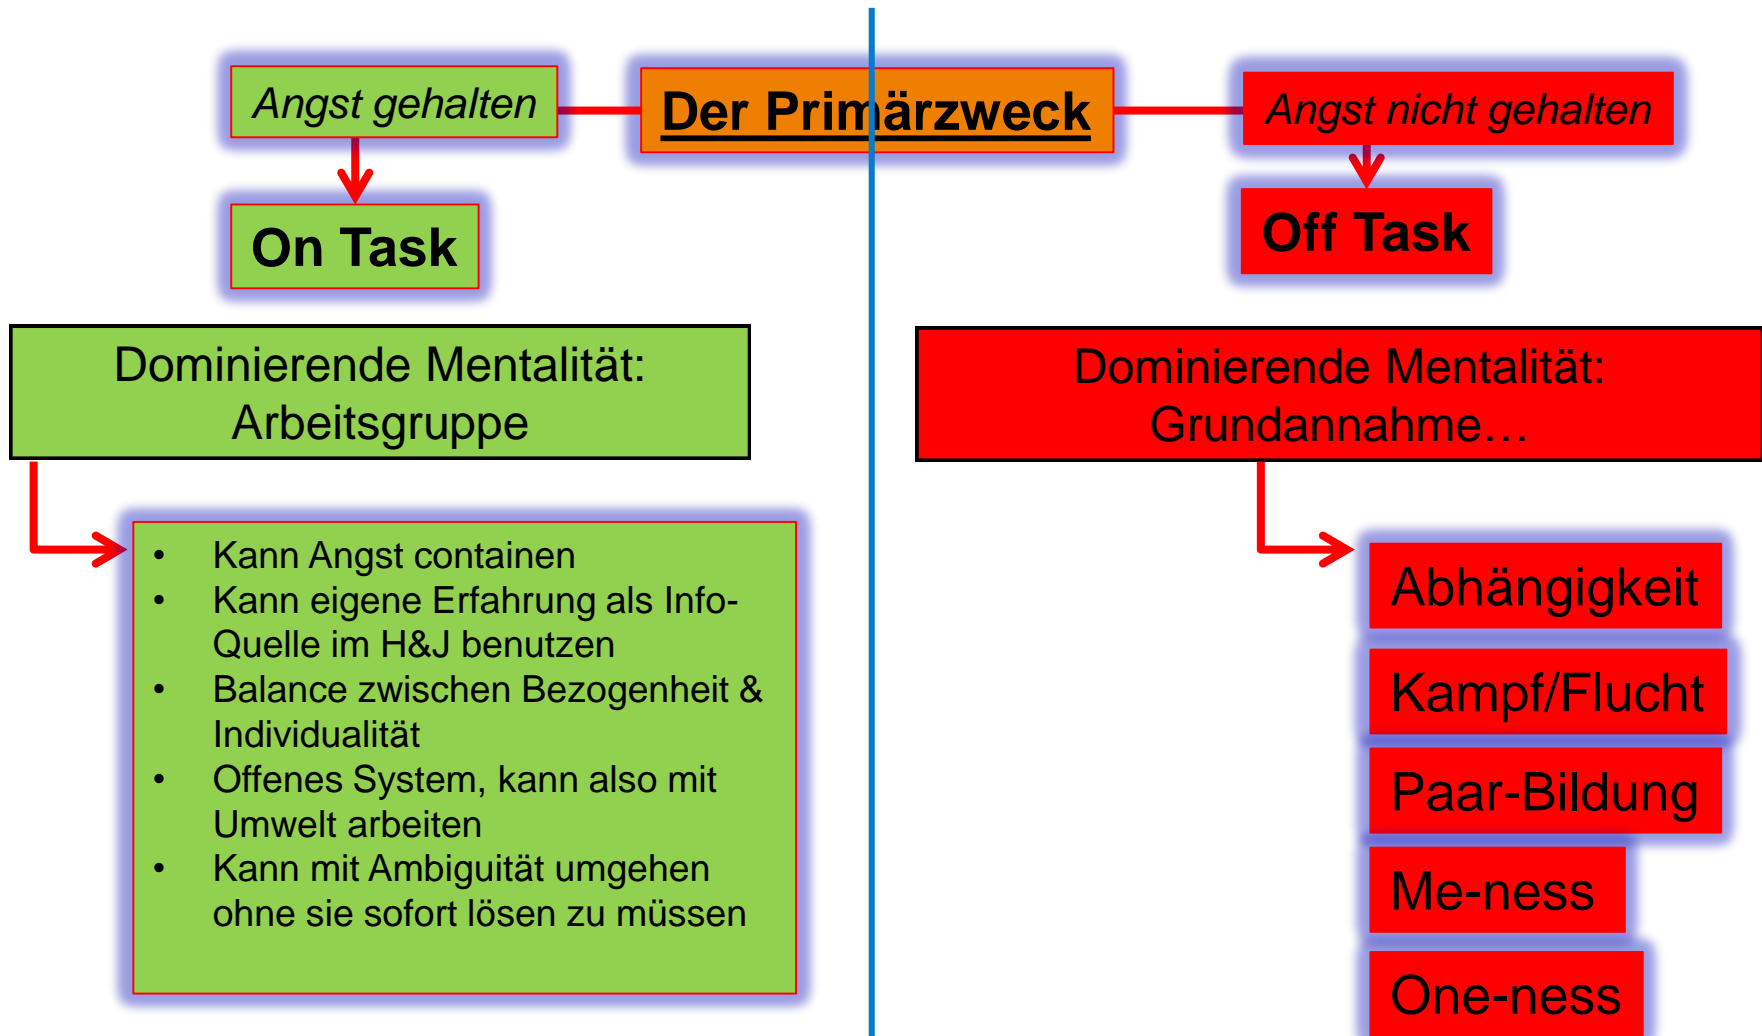 Angst gehalten
Der Primärzweck
Angst nicht gehalten
On Task
Off Task
Dominierende Mentalität:
Arbeitsgruppe
Dominierende Mentalität:
Grundannahme…
• Kann Angst containen
• Kann eigene Erfahrung als Info-
Quelle im H&J benutzen
• Balance zwischen Bezogenheit &
Individualität
• Offenes System, kann also mit
Umwelt arbeiten
• Kann mit Ambiguität umgehen
ohne sie sofort lösen zu müssen
Abhängigkeit
Kampf/Flucht
Paar-Bildung
Me-ness
One-ness